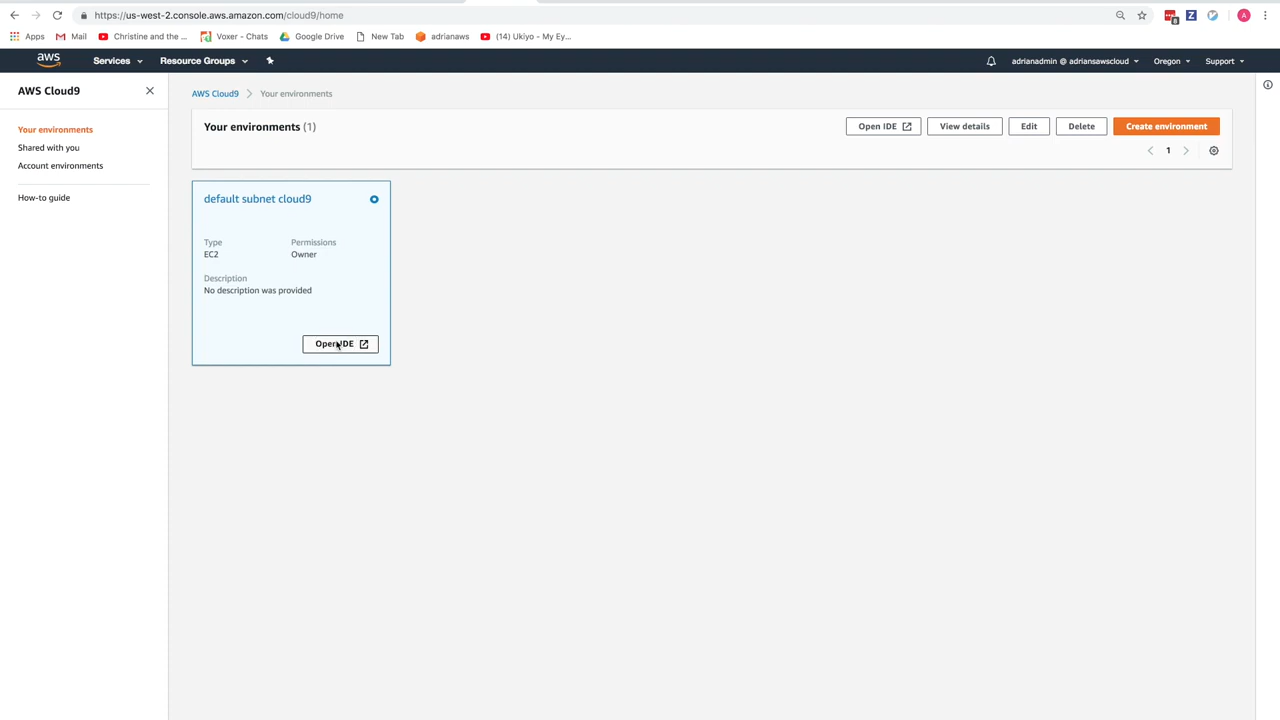 https://us-west-2.console.aws.amazon.com/cloud9/home
Apps Mail Christine and the ... Voxer - Chats Google Drive New Tab adrianaws (14) Ukiyo - My Ey...
aws Services Resource Groups adrianadmin @ adriansawscloud Oregon Support
AWS Cloud9
Your environments
Shared with you
Account environments
How-to guide
AWS Cloud9 > Your environments
Your environments (1)
Open IDE View details Edit Delete Create environment
1
default subnet cloud9
Type Permissions
EC2 Owner
Description
No description was provided
Open IDE